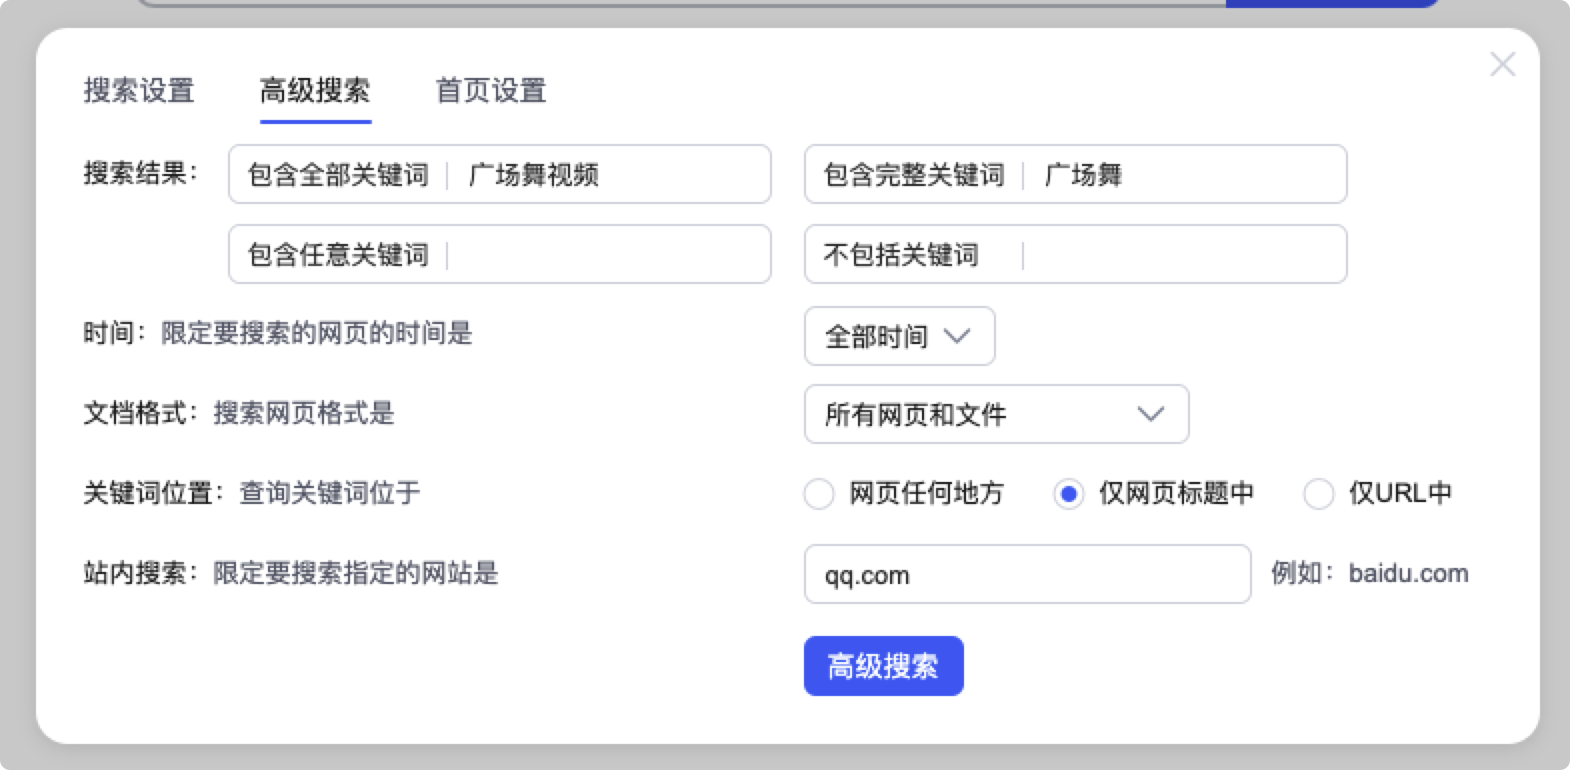 搜索设置 高级搜索 首页设置
搜索结果： 包含全部关键词 广场舞视频 包含完整关键词 广场舞
包含任意关键词 不包括关键词
时间：限定要搜索的网页的时间是 全部时间
文档格式：搜索网页格式是 所有网页和文件
关键词位置：查询关键词位于 网页任何地方 仅网页标题中 仅URL中
站内搜索：限定要搜索指定的网站是 qq.com 例如：baidu.com
高级搜索